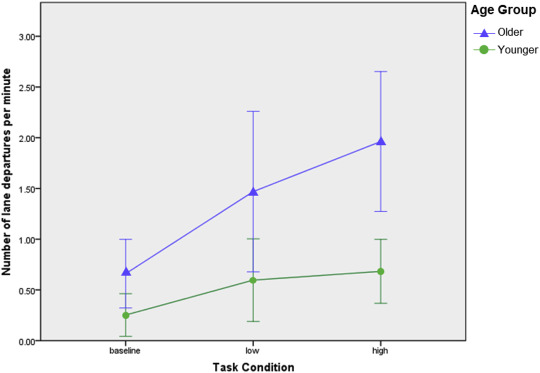 Age Group
Older
Younger
Number of lane departures per minute
3.00
2.50
2.00
1.50
1.00
0.50
0.00
baseline low high
Task Condition